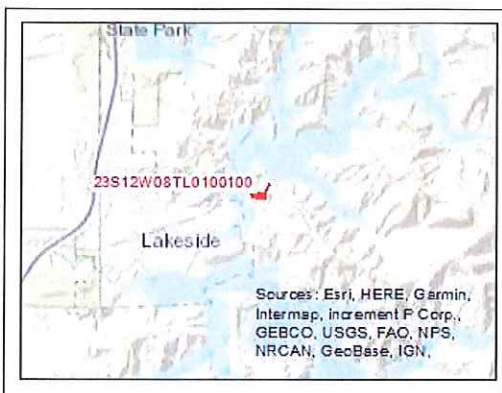 State Park
23S12W08TL0100100
Lakeside
Sources: Esri, HERE, Garmin,
Intermap, increment P Corp.,
GEBCO, USGS, FAO, NPS,
NRCAN, GeoBase, IGN,